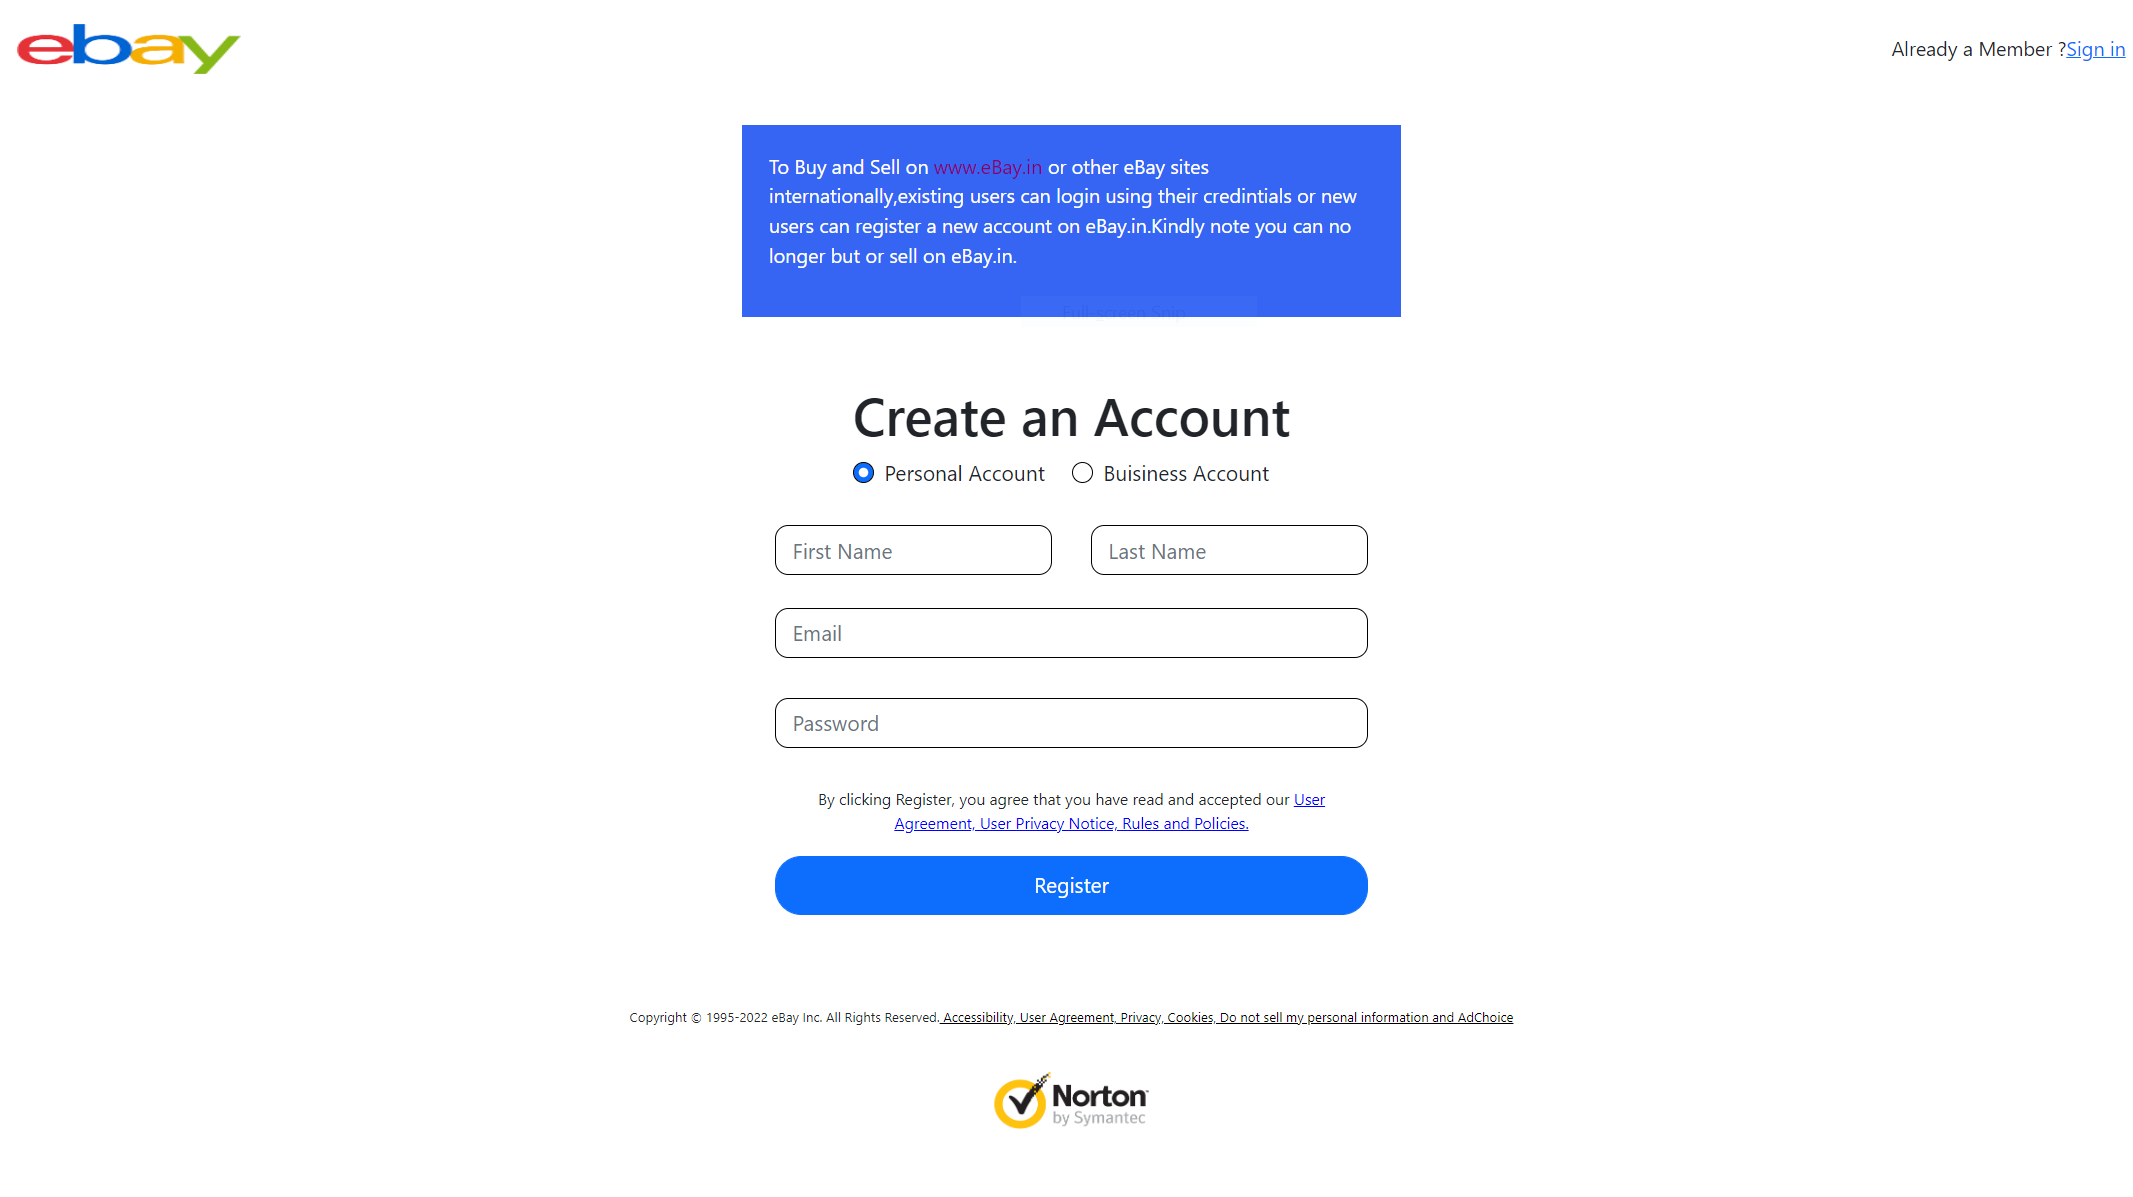 ebay
Already a Member ?Sign in
To Buy and Sell on www.eBay.in or other eBay sites
internationally,existing users can login using their credintials or new
users can register a new account on eBay.in.Kindly note you can no
longer but or sell on eBay.in.
Full-screen Snip
Create an Account
Personal Account
Buisiness Account
First Name
Last Name
Email
Password
By clicking Register, you agree that you have read and accepted our User
Agreement, User Privacy Notice, Rules and Policies.
Register
Copyright © 1995-2022 eBay Inc. All Rights Reserved. Accessibility, User Agreement, Privacy, Cookies, Do not sell my personal information and AdChoice
Norton
by Symantec